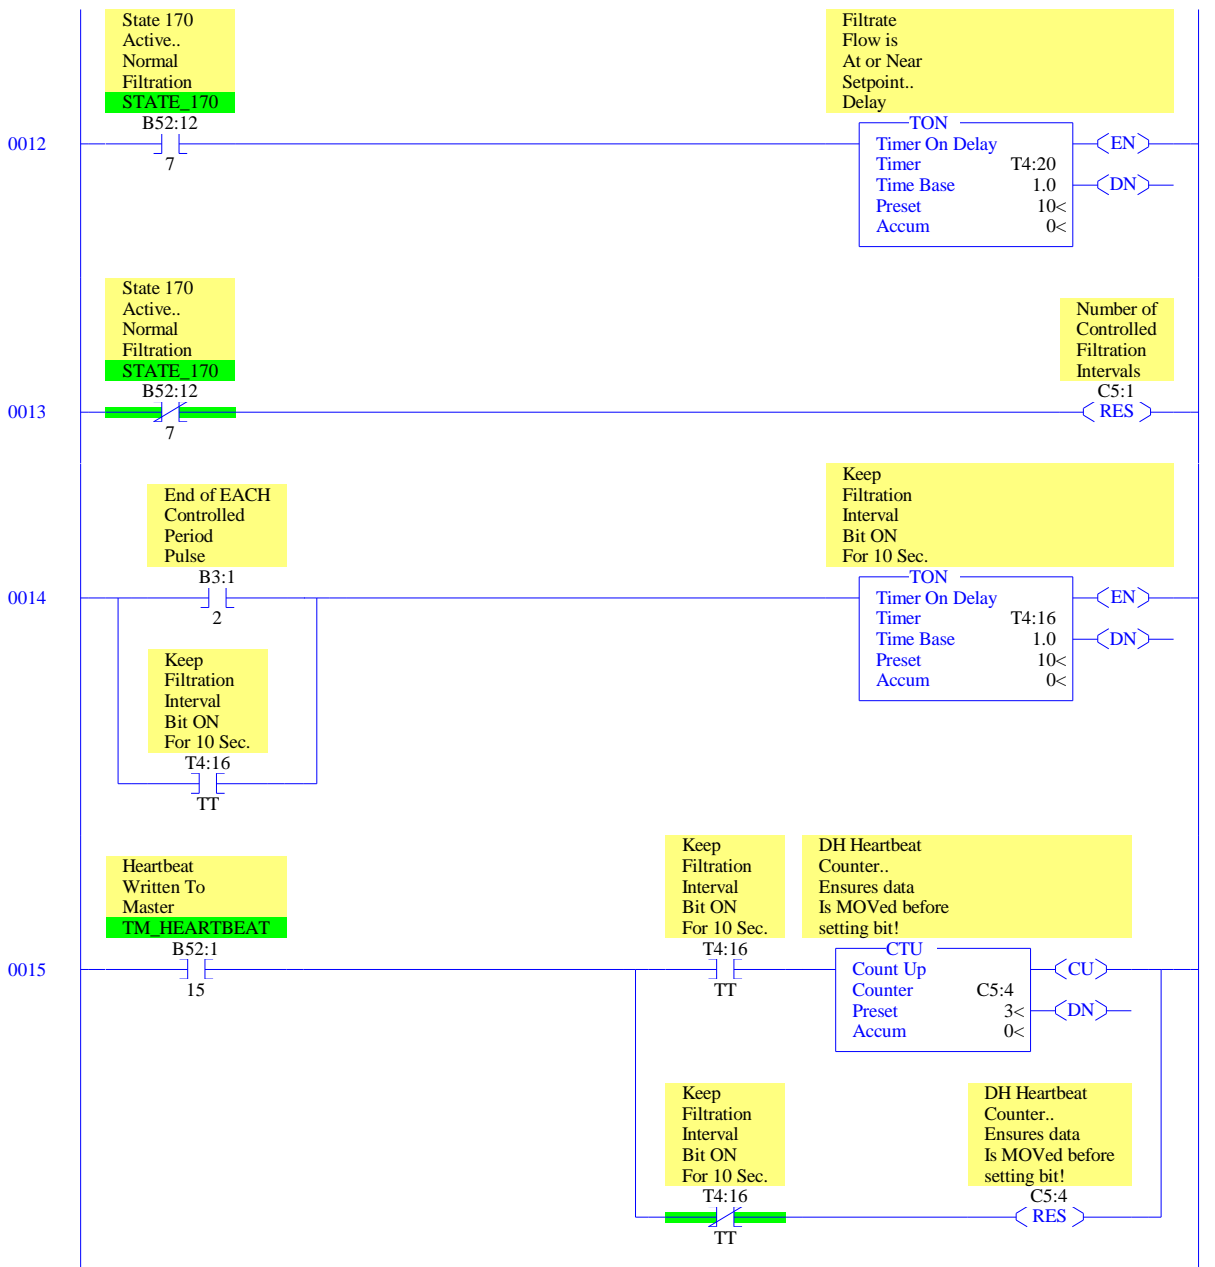 State 170
Active..
Normal
Filtration
STATE_170
B52:12
7
Filtrate
Flow is
At or Near
Setpoint..
Delay
0012
TON
Timer On Delay
Timer T4:20
Time Base 1.0
Preset 10<
Accum 0<
EN
DN
State 170
Active..
Normal
Filtration
STATE_170
B52:12
7
0013
Number of
Controlled
Filtration
Intervals
C5:1
RES
End of EACH
Controlled
Period
Pulse
B3:1
2
0014
Keep
Filtration
Interval
Bit ON
For 10 Sec.
T4:16
TT
Keep
Filtration
Interval
Bit ON
For 10 Sec.
TON
Timer On Delay
Timer T4:16
Time Base 1.0
Preset 10<
Accum 0<
EN
DN
Heartbeat
Written To
Master
TM_HEARTBEAT
B52:1
15
0015
Keep
Filtration
Interval
Bit ON
For 10 Sec.
T4:16
TT
DH Heartbeat
Counter..
Ensures data
Is MOVed before
setting bit!
CTU
Count Up
Counter C5:4
Preset 3<
Accum 0<
CU
DN
Keep
Filtration
Interval
Bit ON
For 10 Sec.
T4:16
TT
DH Heartbeat
Counter..
Ensures data
Is MOVed before
setting bit!
C5:4
RES